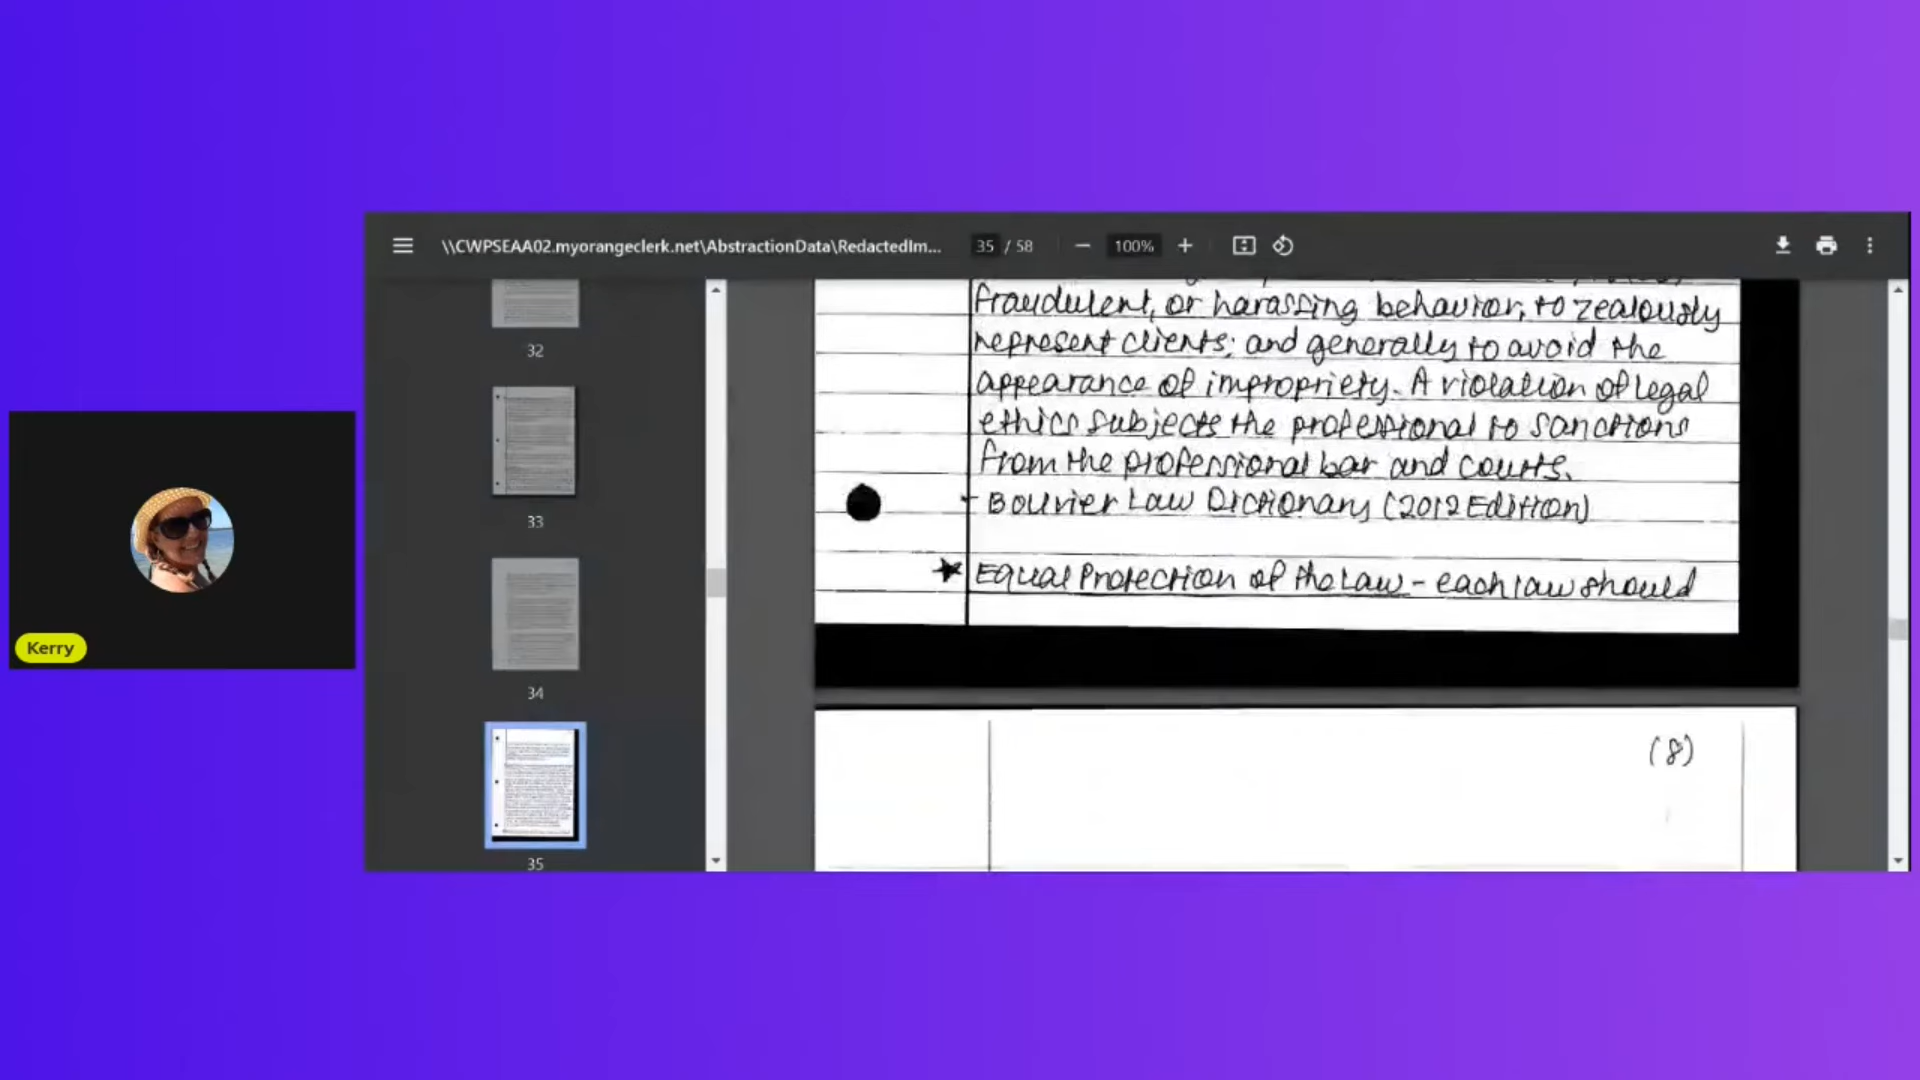 \\CWPSEAA02.myorangeclerk.net\AbstractionData\RedactedIm... 35 / 58 100%
32
33
34
35
Kerry
fraudulent, or harassing behavior; to zealously
represent clients; and generally to avoid the
appearance of impropriety. A violation of legal
ethics subjects the professional to sanctions
from the professional bar and courts.
- Bouvier Law Dictionary (2012 Edition)
★ Equal Protection of the Law - each law should
(8)